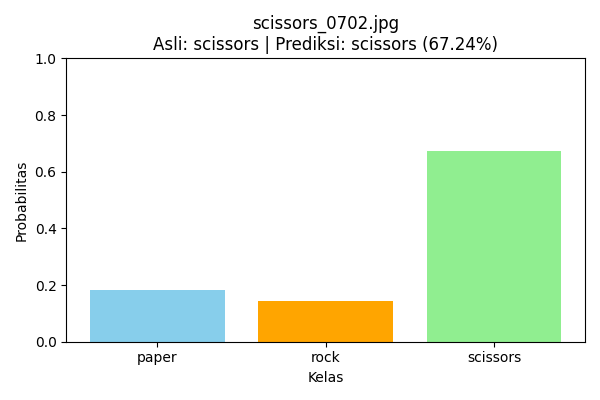 scissors_0702.jpg
Asli: scissors | Prediksi: scissors (67.24%)
1.0
0.8
0.6
0.4
0.2
0.0
Probabilitas
paper
rock
scissors
Kelas